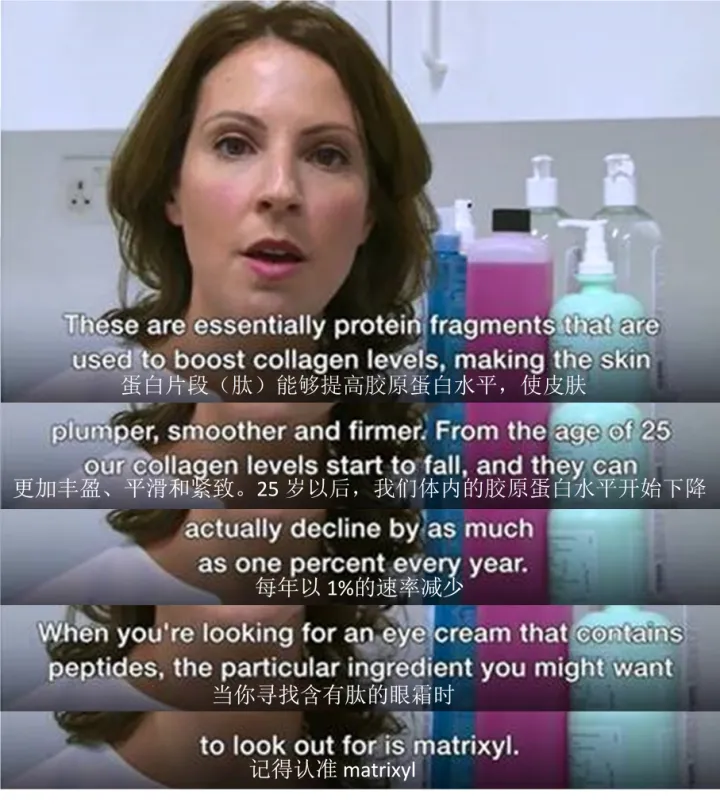 These are essentially protein fragments that are
used to boost collagen levels, making the skin
蛋白片段（肽）能够提高胶原蛋白水平，使皮肤
plumper, smoother and firmer. From the age of 25
our collagen levels start to fall, and they can
更加丰盈、平滑和紧致。25 岁以后，我们体内的胶原蛋白水平开始下降
actually decline by as much
as one percent every year.
每年以 1%的速率减少
When you're looking for an eye cream that contains
peptides, the particular ingredient you might want
当你寻找含有肽的眼霜时
to look out for is matrixyl.
记得认准 matrixyl